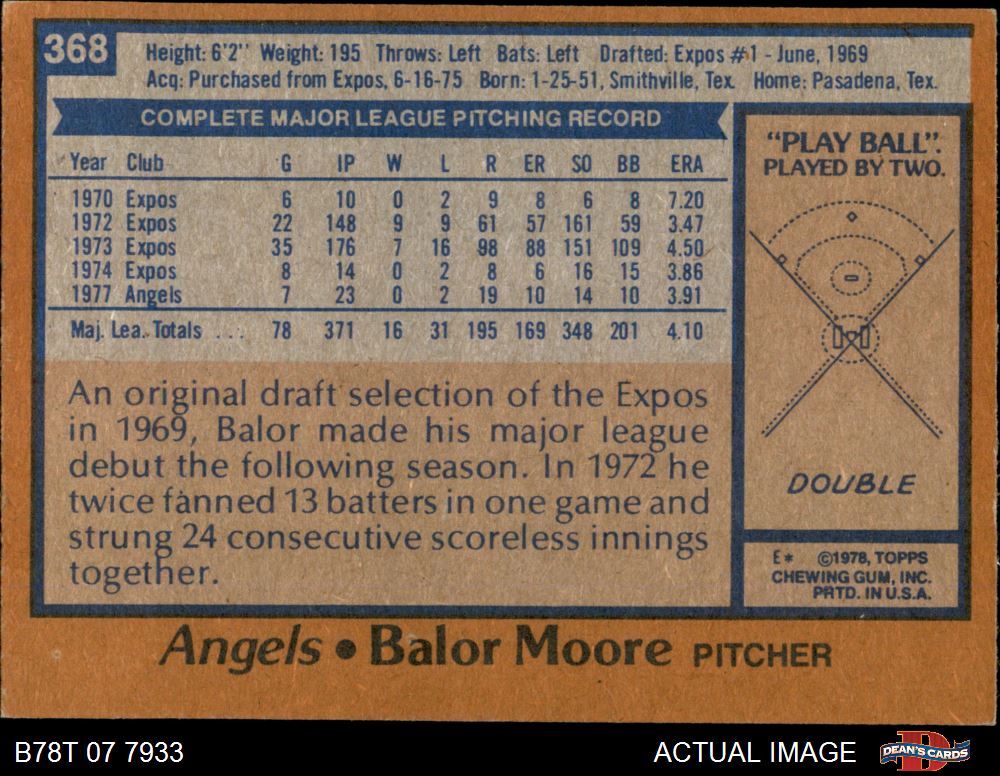 368
Height: 6'2" Weight: 195 Throws: Left Bats: Left Drafted: Expos #1 - June, 1969
Acq: Purchased from Expos, 6-16-75 Born: 1-25-51, Smithville, Tex. Home: Pasadena, Tex.
COMPLETE MAJOR LEAGUE PITCHING RECORD
Year Club G IP W L R ER SO BB ERA
1970 Expos 6 10 0 2 9 8 6 8 7.20
1972 Expos 22 148 9 9 61 57 161 59 3.47
1973 Expos 35 176 7 16 98 88 151 109 4.50
1974 Expos 8 14 0 2 8 6 16 15 3.86
1977 Angels 7 23 0 2 19 10 14 10 3.91
Maj. Lea. Totals ... 78 371 16 31 195 169 348 201 4.10
An original draft selection of the Expos
in 1969, Balor made his major league
debut the following season. In 1972 he
twice fanned 13 batters in one game and
strung 24 consecutive scoreless innings
together.
"PLAY BALL".
PLAYED BY TWO.
DOUBLE
E* ©1978, TOPPS
CHEWING GUM, INC.
PRTD. IN U.S.A.
Angels • Balor Moore PITCHER
B78T 07 7933
ACTUAL IMAGE
DEAN'S CARDS